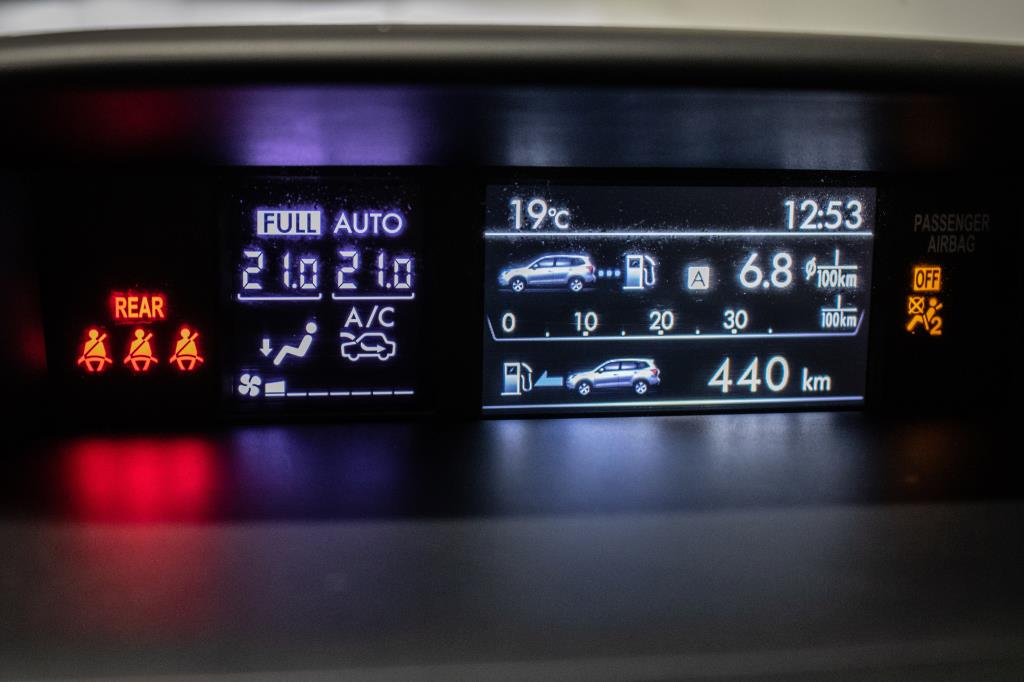 REAR
FULL AUTO
21.0 21.0
A/C
19°C 12:53
A 6.8 Ø l/100km
0 . 10 . 20 . 30 . l/100km
440 km
PASSENGER
AIRBAG
OFF
2